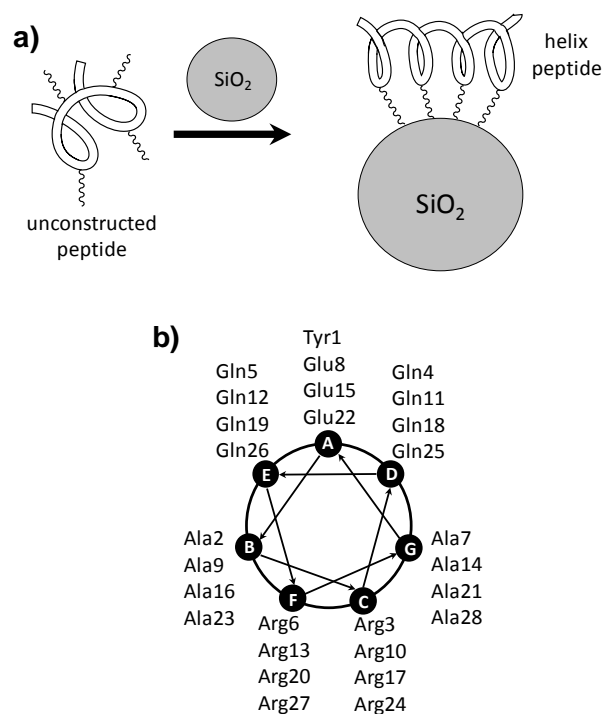 a)
SiO2
helix
peptide
SiO2
unconstructed
peptide
b)
Tyr1
Glu8
Glu15
Glu22
Gln5
Gln12
Gln19
Gln26
Gln4
Gln11
Gln18
Gln25
A
E
D
B
G
F
C
Ala2
Ala9
Ala16
Ala23
Ala7
Ala14
Ala21
Ala28
Arg6
Arg13
Arg20
Arg27
Arg3
Arg10
Arg17
Arg24